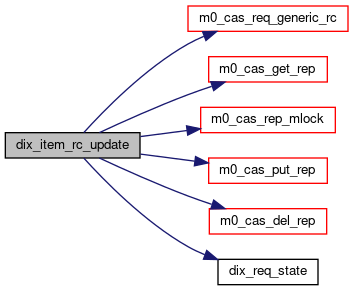 m0_cas_req_generic_rc
m0_cas_get_rep
m0_cas_rep_mlock
dix_item_rc_update
m0_cas_put_rep
m0_cas_del_rep
dix_req_state